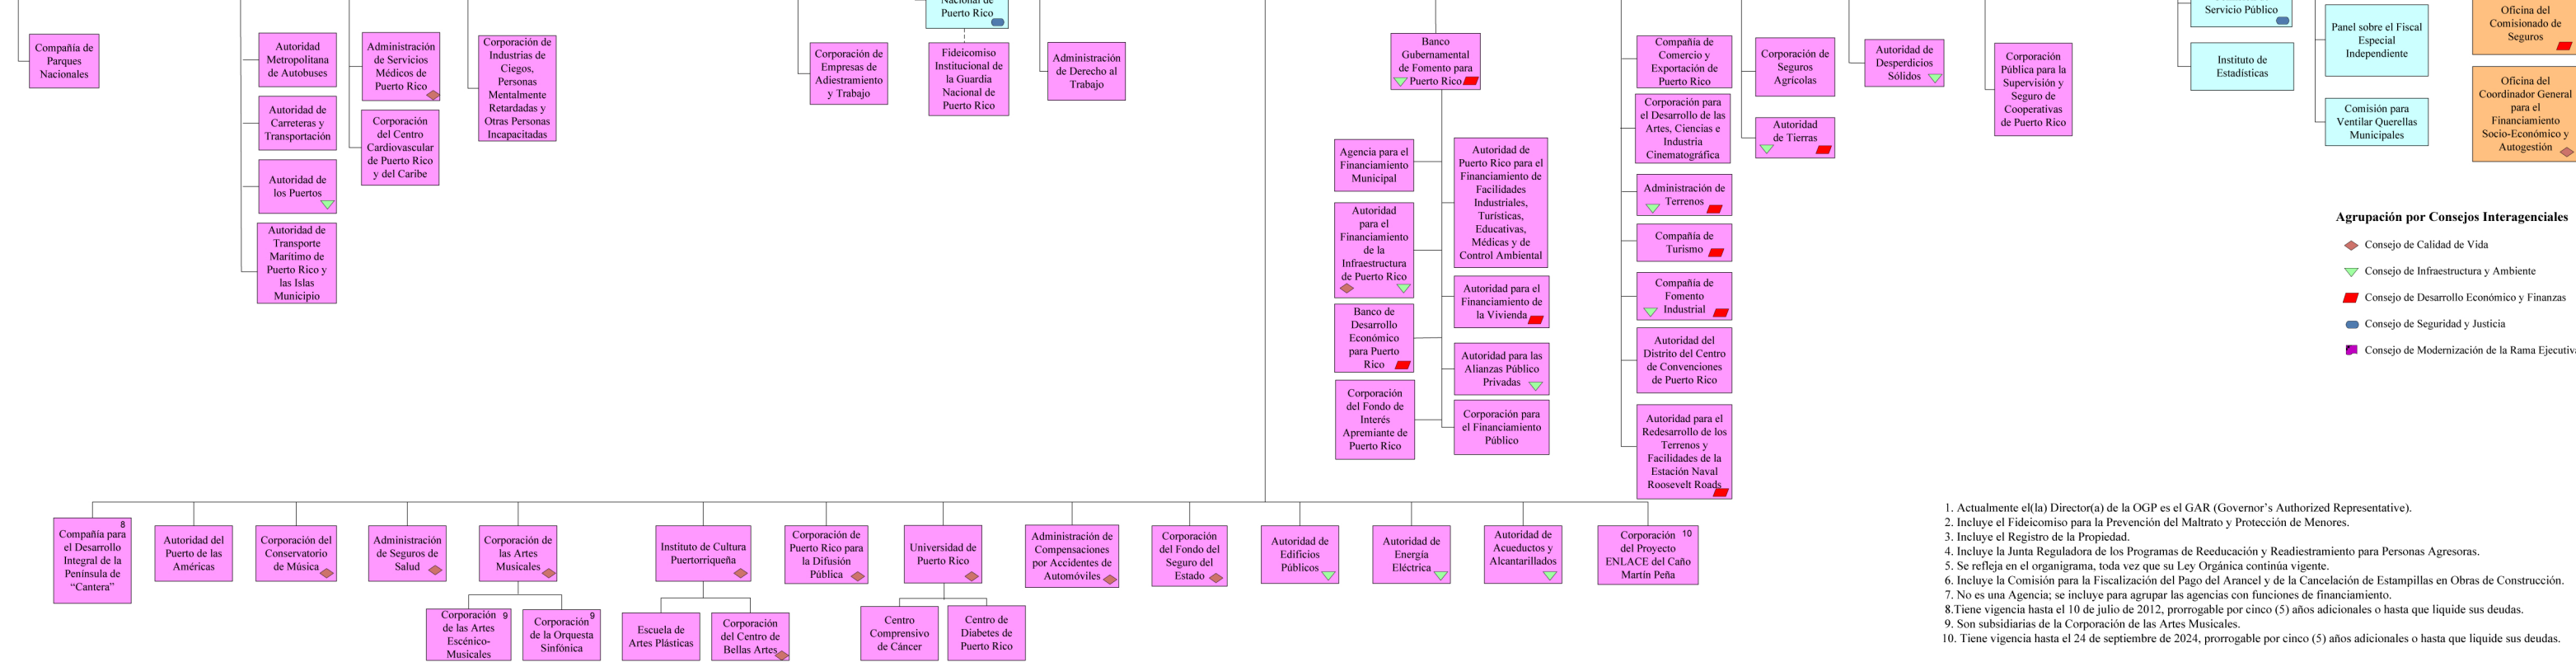 Nacional de
Puerto Rico
Servicio Público
Oficina del
Comisionado de
Seguros
Compañía de
Parques
Nacionales
Autoridad
Metropolitana
de Autobuses
Autoridad de
Carreteras y
Transportación
Autoridad de
los Puertos
Autoridad de
Transporte
Marítimo de
Puerto Rico y
las Islas
Municipio
Administración
de Servicios
Médicos de
Puerto Rico
Corporación
del Centro
Cardiovascular
de Puerto Rico
y del Caribe
Corporación de
Industrias de
Ciegos,
Personas
Mentalmente
Retardadas y
Otras Personas
Incapacitadas
Corporación de
Empresas de
Adiestramiento
y Trabajo
Fideicomiso
Institucional de
la Guardia
Nacional de
Puerto Rico
Administración
de Derecho al
Trabajo
Banco
Gubernamental
de Fomento para
Puerto Rico
Agencia para el
Financiamiento
Municipal
Autoridad
para el
Financiamiento
de la
Infraestructura
de Puerto Rico
Banco de
Desarrollo
Económico
para Puerto
Rico
Corporación
del Fondo de
Interés
Apremiante de
Puerto Rico
Autoridad de
Puerto Rico para el
Financiamiento de
Facilidades
Industriales,
Turísticas,
Educativas,
Médicas y de
Control Ambiental
Autoridad para el
Financiamiento de
la Vivienda
Autoridad para las
Alianzas Público
Privadas
Corporación para
el Financiamiento
Público
Compañía de
Comercio y
Exportación de
Puerto Rico
Corporación para
el Desarrollo de las
Artes, Ciencias e
Industria
Cinematográfica
Administración de
Terrenos
Compañía de
Turismo
Compañía de
Fomento
Industrial
Autoridad del
Distrito del Centro
de Convenciones
de Puerto Rico
Autoridad para el
Redesarrollo de los
Terrenos y
Facilidades de la
Estación Naval
Roosevelt Roads
Corporación de
Seguros
Agrícolas
Autoridad
de Tierras
Autoridad de
Desperdicios
Sólidos
Corporación
Pública para la
Supervisión y
Seguro de
Cooperativas
de Puerto Rico
Instituto de
Estadísticas
Panel sobre el Fiscal
Especial
Independiente
Comisión para
Ventilar Querellas
Municipales
Oficina del
Coordinador General
para el
Financiamiento
Socio-Económico y
Autogestión
Agrupación por Consejos Interagenciales
Consejo de Calidad de Vida
Consejo de Infraestructura y Ambiente
Consejo de Desarrollo Económico y Finanzas
Consejo de Seguridad y Justicia
Consejo de Modernización de la Rama Ejecutiva
8
Compañía para
el Desarrollo
Integral de la
Península de
“Cantera”
Autoridad del
Puerto de las
Américas
Corporación del
Conservatorio
de Música
Administración
de Seguros de
Salud
Corporación de
las Artes
Musicales
Corporación 9
de las Artes
Escénico-
Musicales
9
Corporación
de la Orquesta
Sinfónica
Instituto de Cultura
Puertorriqueña
Escuela de
Artes Plásticas
Corporación
del Centro de
Bellas Artes
Corporación de
Puerto Rico para
la Difusión
Pública
Universidad de
Puerto Rico
Centro
Comprensivo
de Cáncer
Centro de
Diabetes de
Puerto Rico
Administración de
Compensaciones
por Accidentes de
Automóviles
Corporación
del Fondo del
Seguro del
Estado
Autoridad de
Edificios
Públicos
Autoridad de
Energía
Eléctrica
Autoridad de
Acueductos y
Alcantarillados
Corporación 10
del Proyecto
ENLACE del Caño
Martín Peña
1. Actualmente el(la) Director(a) de la OGP es el GAR (Governor’s Authorized Representative).
2. Incluye el Fideicomiso para la Prevención del Maltrato y Protección de Menores.
3. Incluye el Registro de la Propiedad.
4. Incluye la Junta Reguladora de los Programas de Reeducación y Readiestramiento para Personas Agresoras.
5. Se refleja en el organigrama, toda vez que su Ley Orgánica continúa vigente.
6. Incluye la Comisión para la Fiscalización del Pago del Arancel y de la Cancelación de Estampillas en Obras de Construcción.
7. No es una Agencia; se incluye para agrupar las agencias con funciones de financiamiento.
8.Tiene vigencia hasta el 10 de julio de 2012, prorrogable por cinco (5) años adicionales o hasta que liquide sus deudas.
9. Son subsidiarias de la Corporación de las Artes Musicales.
10. Tiene vigencia hasta el 24 de septiembre de 2024, prorrogable por cinco (5) años adicionales o hasta que liquide sus deudas.